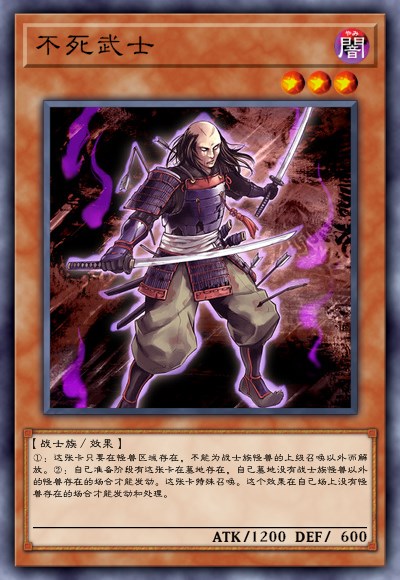 不死武士
やみ
闇
【战士族／效果】
①：这张卡只要在怪兽区域存在，不能为战士族怪兽的上级召唤以外而解
放。②：自己准备阶段有这张卡在墓地存在，自己墓地没有战士族怪兽以外
的怪兽存在的场合才能发动。这张卡特殊召唤。这个效果在自己场上没有怪
兽存在的场合才能发动和处理。
ATK/1200 DEF/ 600